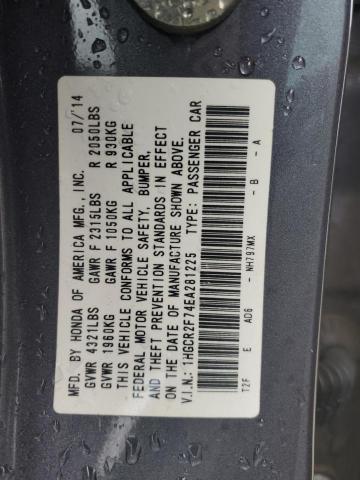 MFD. BY HONDA OF AMERICA MFG., INC. 07/14
GVWR 4321LBS GAWR F 2315LBS R 2050LBS
GVWR 1960KG GAWR F 1050KG R 930KG
THIS VEHICLE CONFORMS TO ALL APPLICABLE
FEDERAL MOTOR VEHICLE SAFETY, BUMPER,
AND THEFT PREVENTION STANDARDS IN EFFECT
ON THE DATE OF MANUFACTURE SHOWN ABOVE.
V.I.N.: 1HGCR2F74EA281225 TYPE: PASSENGER CAR
T2F E AD6 - NH797MX - B - A